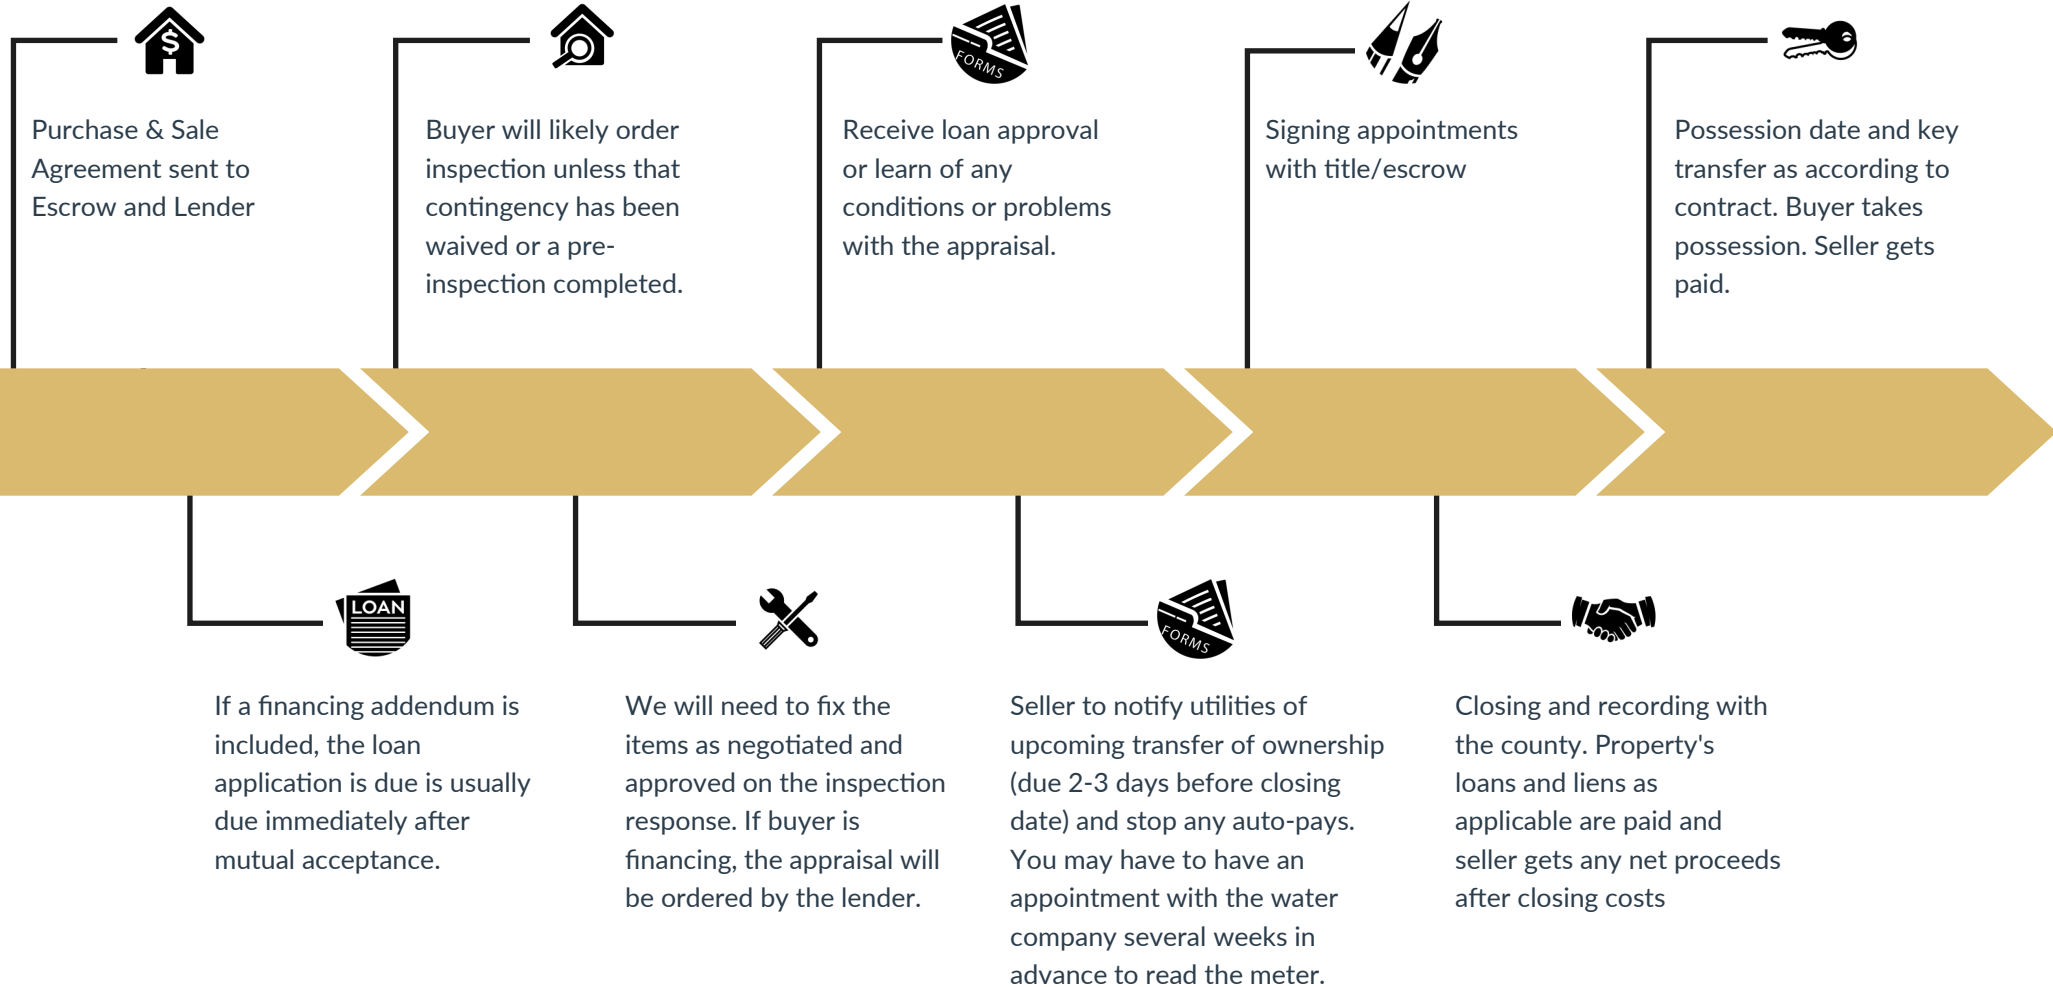 Purchase & Sale
Agreement sent to
Escrow and Lender
Buyer will likely order
inspection unless that
contingency has been
waived or a pre-
inspection completed.
FORMS
Receive loan approval
or learn of any
conditions or problems
with the appraisal.
Signing appointments
with title/escrow
Possession date and key
transfer as according to
contract. Buyer takes
possession. Seller gets
paid.
LOAN
If a financing addendum is
included, the loan
application is due is usually
due immediately after
mutual acceptance.
We will need to fix the
items as negotiated and
approved on the inspection
response. If buyer is
financing, the appraisal will
be ordered by the lender.
FORMS
Seller to notify utilities of
upcoming transfer of ownership
(due 2-3 days before closing
date) and stop any auto-pays.
You may have to have an
appointment with the water
company several weeks in
advance to read the meter.
Closing and recording with
the county. Property's
loans and liens as
applicable are paid and
seller gets any net proceeds
after closing costs